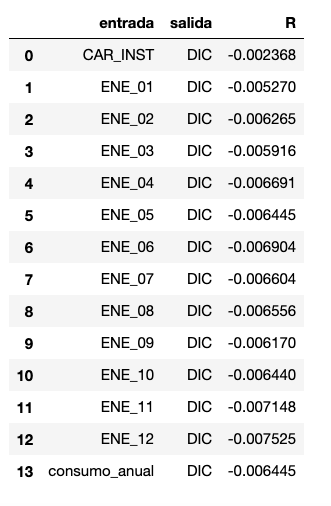 entrada salida R
0 CAR_INST DIC -0.002368
1 ENE_01 DIC -0.005270
2 ENE_02 DIC -0.006265
3 ENE_03 DIC -0.005916
4 ENE_04 DIC -0.006691
5 ENE_05 DIC -0.006445
6 ENE_06 DIC -0.006904
7 ENE_07 DIC -0.006604
8 ENE_08 DIC -0.006556
9 ENE_09 DIC -0.006170
10 ENE_10 DIC -0.006440
11 ENE_11 DIC -0.007148
12 ENE_12 DIC -0.007525
13 consumo_anual DIC -0.006445